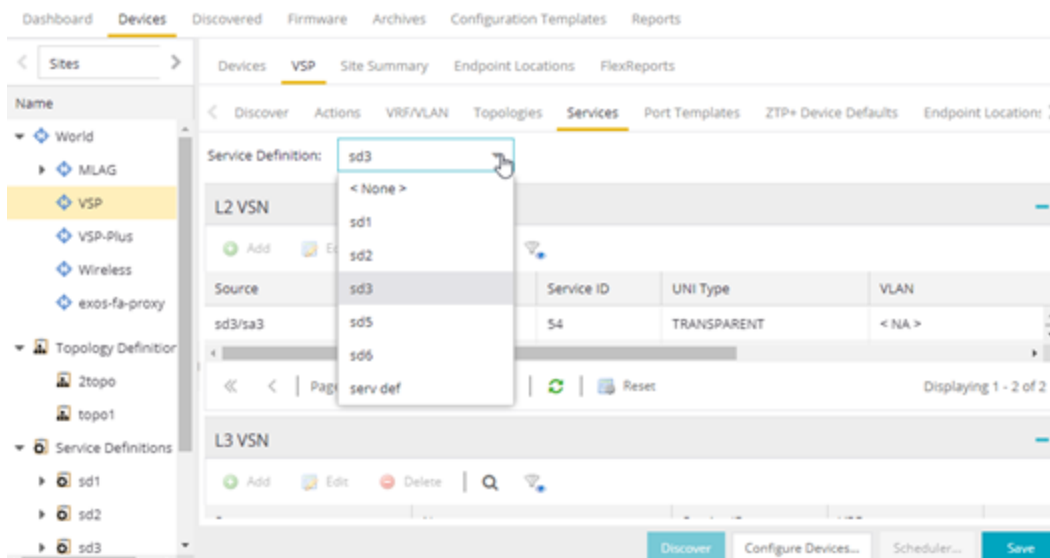 Dashboard Devices Discovered Firmware Archives Configuration Templates Reports
Sites
Name
World
MLAG
VSP
VSP-Plus
Wireless
exos-fa-proxy
Topology Definition
2topo
topo1
Service Definitions
sd1
sd2
sd3
Devices VSP Site Summary Endpoint Locations FlexReports
Discover Actions VRF/VLAN Topologies Services Port Templates ZTP+ Device Defaults Endpoint Locations
Service Definition: sd3
< None >
sd1
sd2
sd3
sd5
sd6
serv def
L2 VSN
Add
Source Service ID UNI Type VLAN
sd3/sa3 54 TRANSPARENT < NA >
Reset Displaying 1 - 2 of 2
L3 VSN
Add Edit Delete
Discover Configure Devices... Scheduler... Save